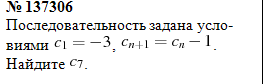 № 137306
Последовательность задана усло-
виями c₁ = −3, cₙ₊₁ = cₙ − 1.
Найдите c₇.